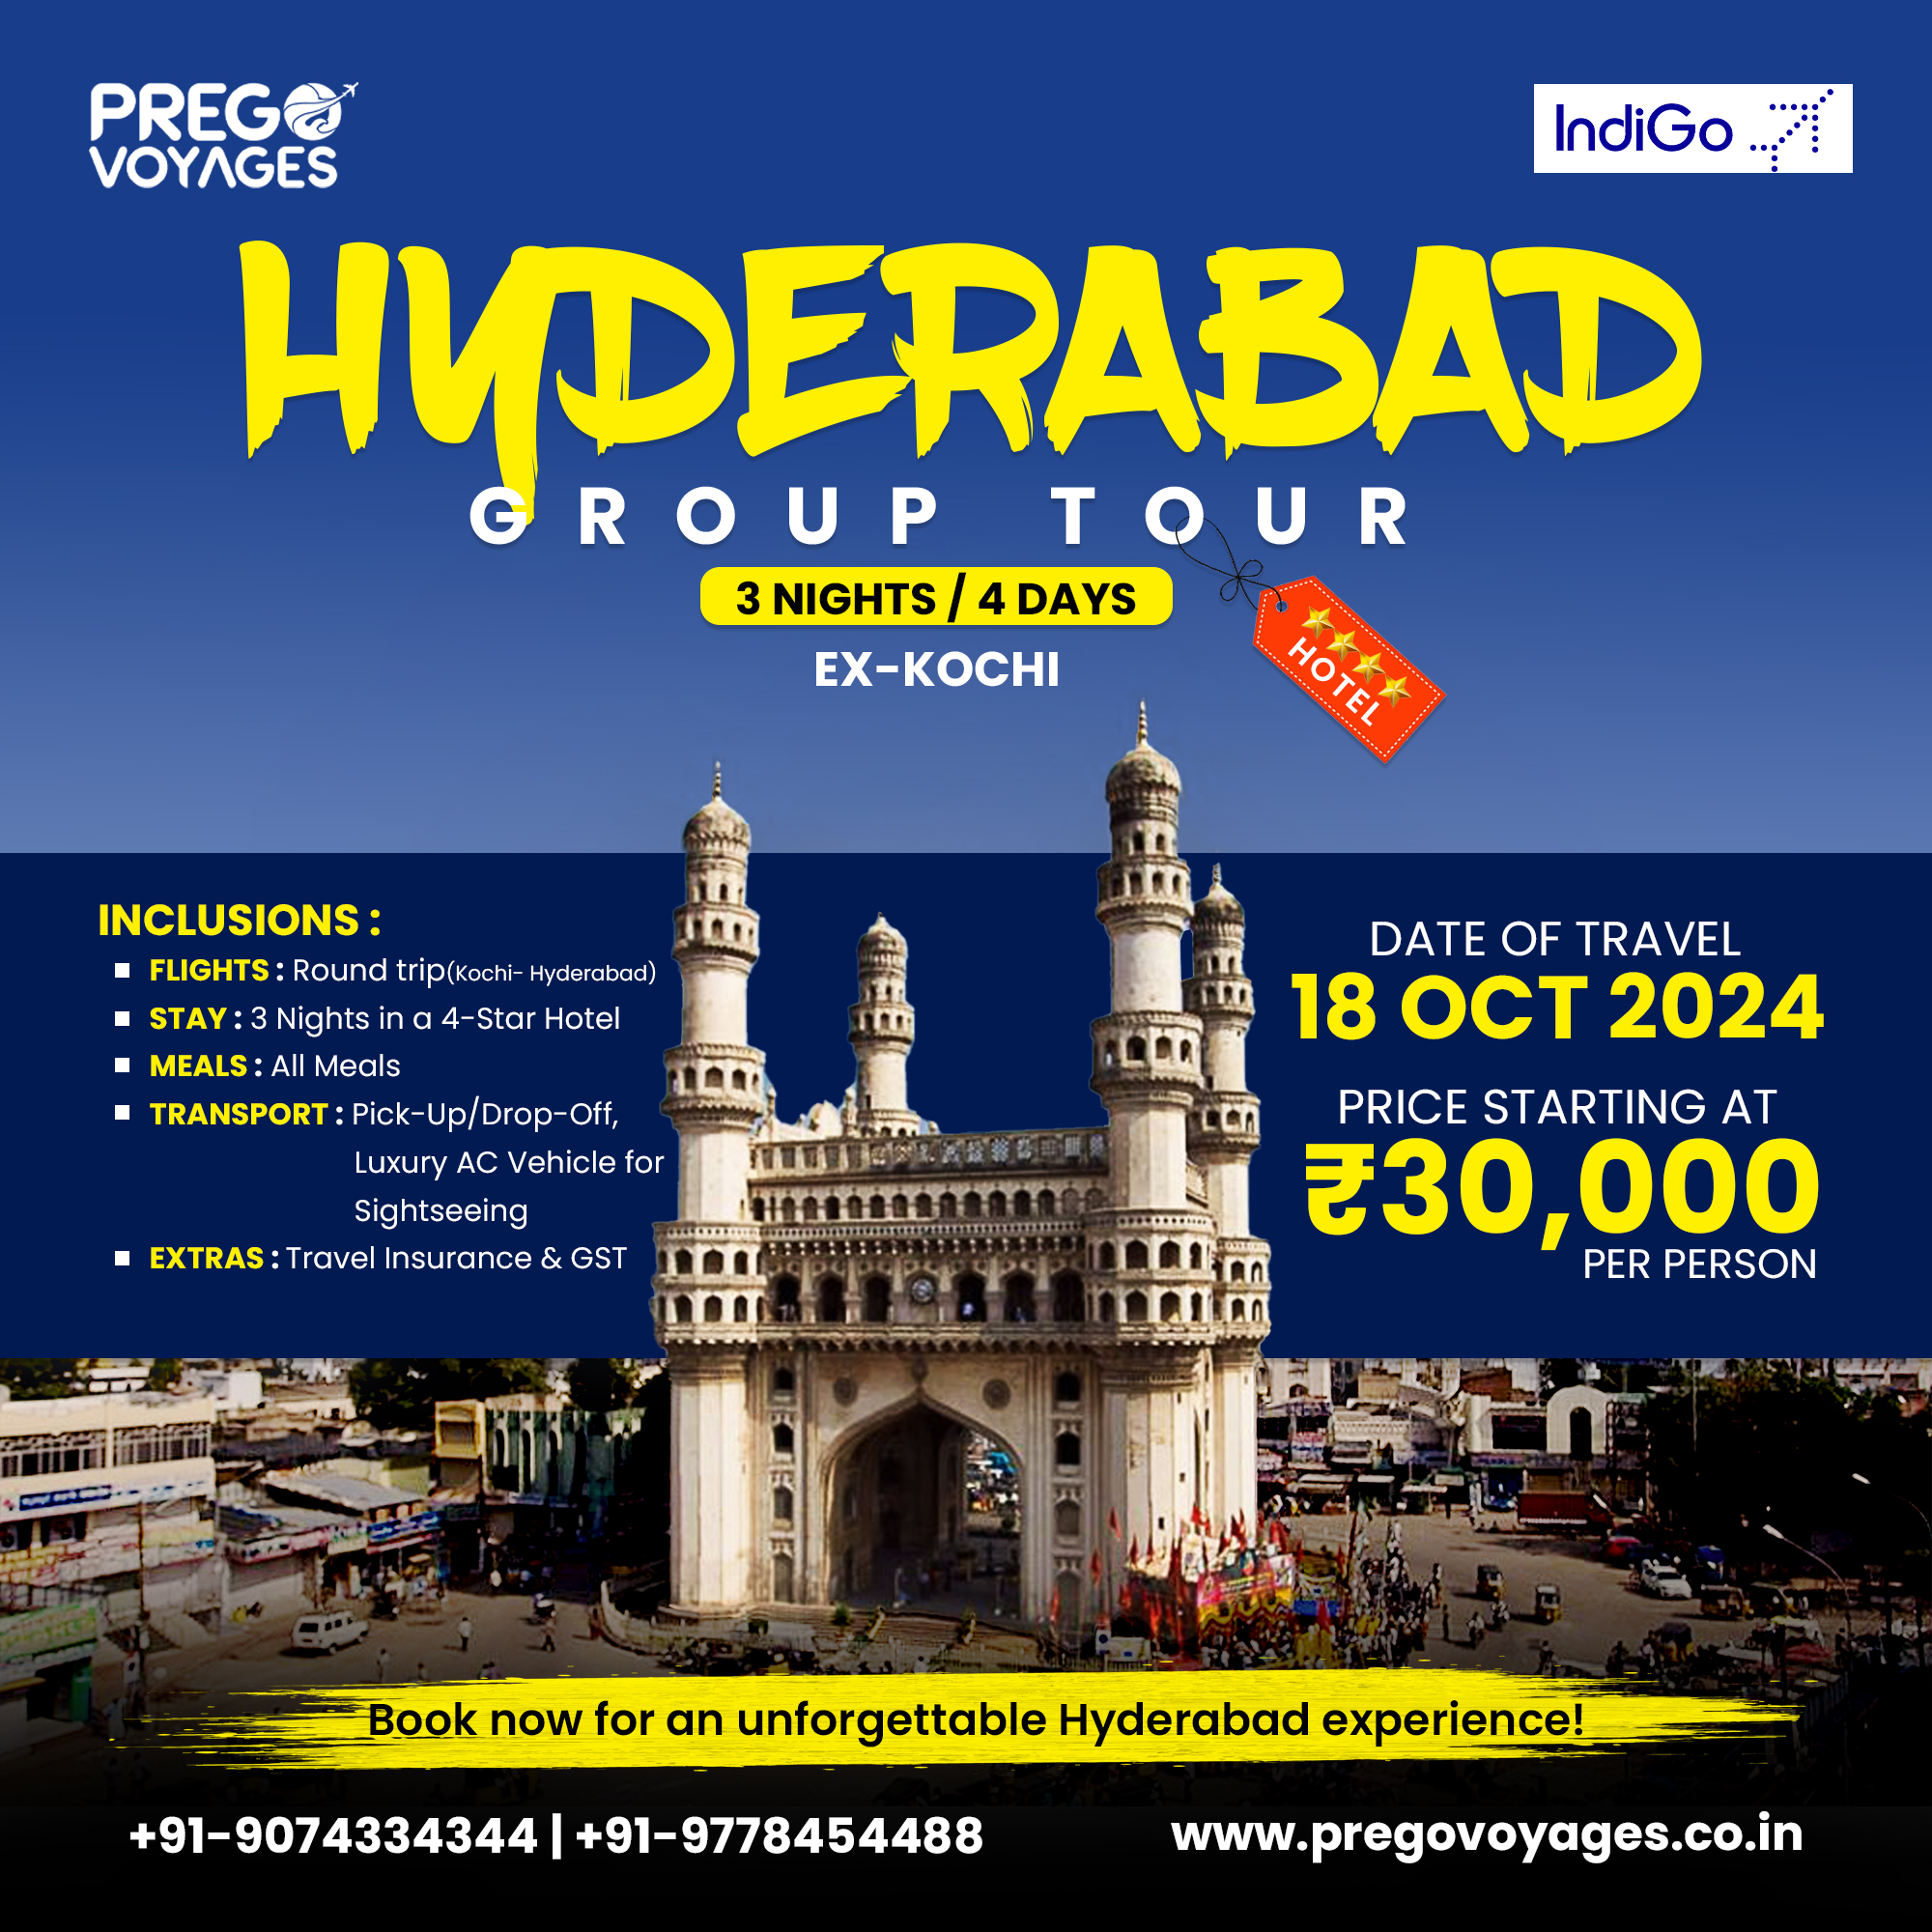 PREGO
VOYAGES
IndiGo
HYDERABAD
GROUP TOUR
3 NIGHTS / 4 DAYS
EX-KOCHI
HOTEL
INCLUSIONS :
FLIGHTS : Round trip(Kochi- Hyderabad)
STAY : 3 Nights in a 4-Star Hotel
MEALS : All Meals
TRANSPORT : Pick-Up/Drop-Off,
Luxury AC Vehicle for
Sightseeing
EXTRAS : Travel Insurance & GST
DATE OF TRAVEL
18 OCT 2024
PRICE STARTING AT
₹30,000
PER PERSON
Book now for an unforgettable Hyderabad experience!
+91-9074334344 | +91-9778454488
www.pregovoyages.co.in